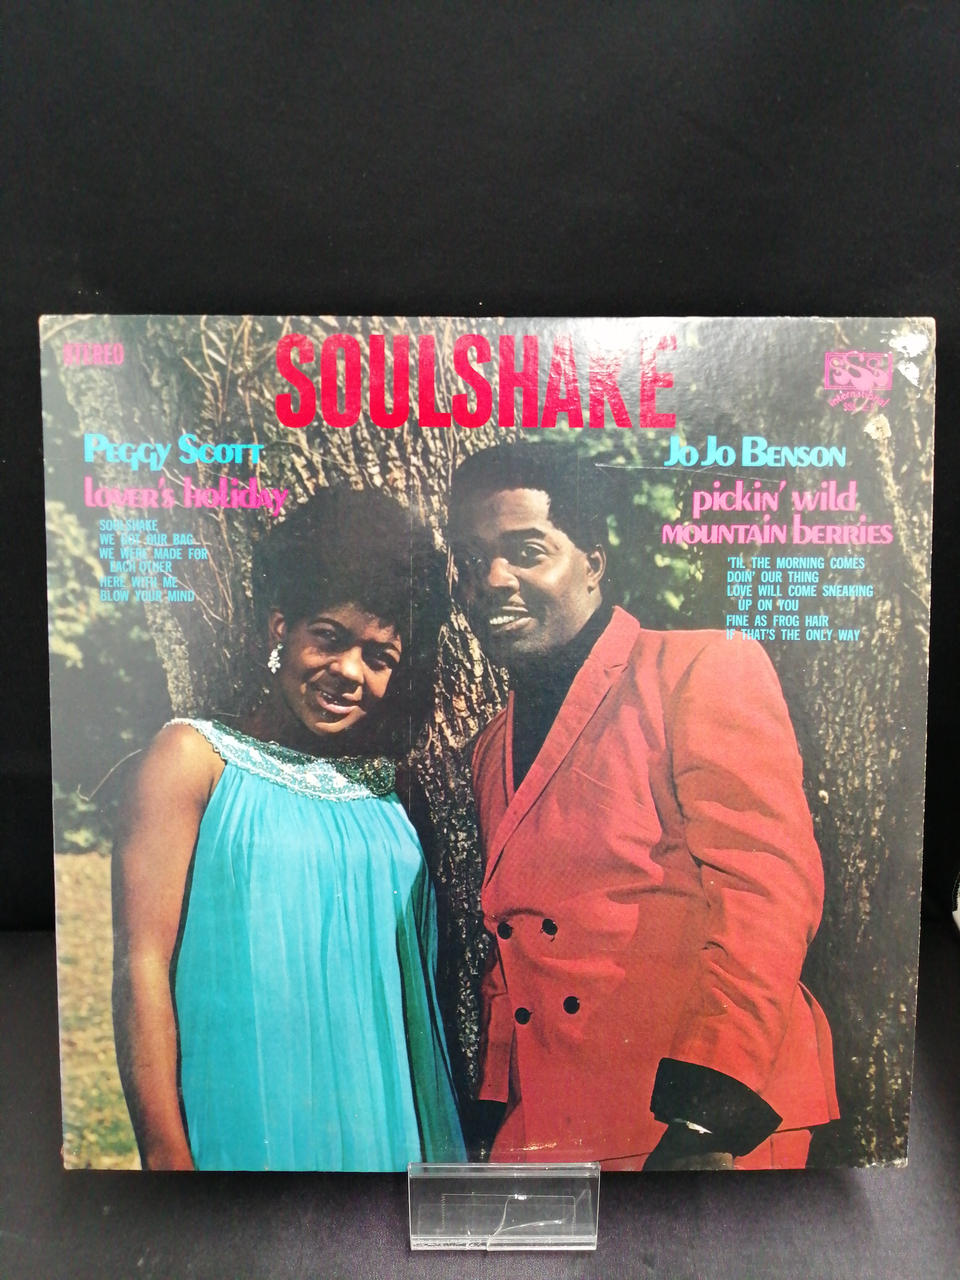 STEREO
SOULSHAKE
SSS
International
PEGGY SCOTT
lover's holiday
SOULSHAKE
WE GOT OUR BAG
WE WERE MADE FOR
EACH OTHER
HERE WITH ME
BLOW YOUR MIND
JO JO BENSON
pickin' wild
MOUNTAIN bERRIES
'TIL THE MORNING COMES
DOIN' OUR THING
LOVE WILL COME SNEAKING
UP ON YOU
FINE AS FROG HAIR
IF THAT'S THE ONLY WAY